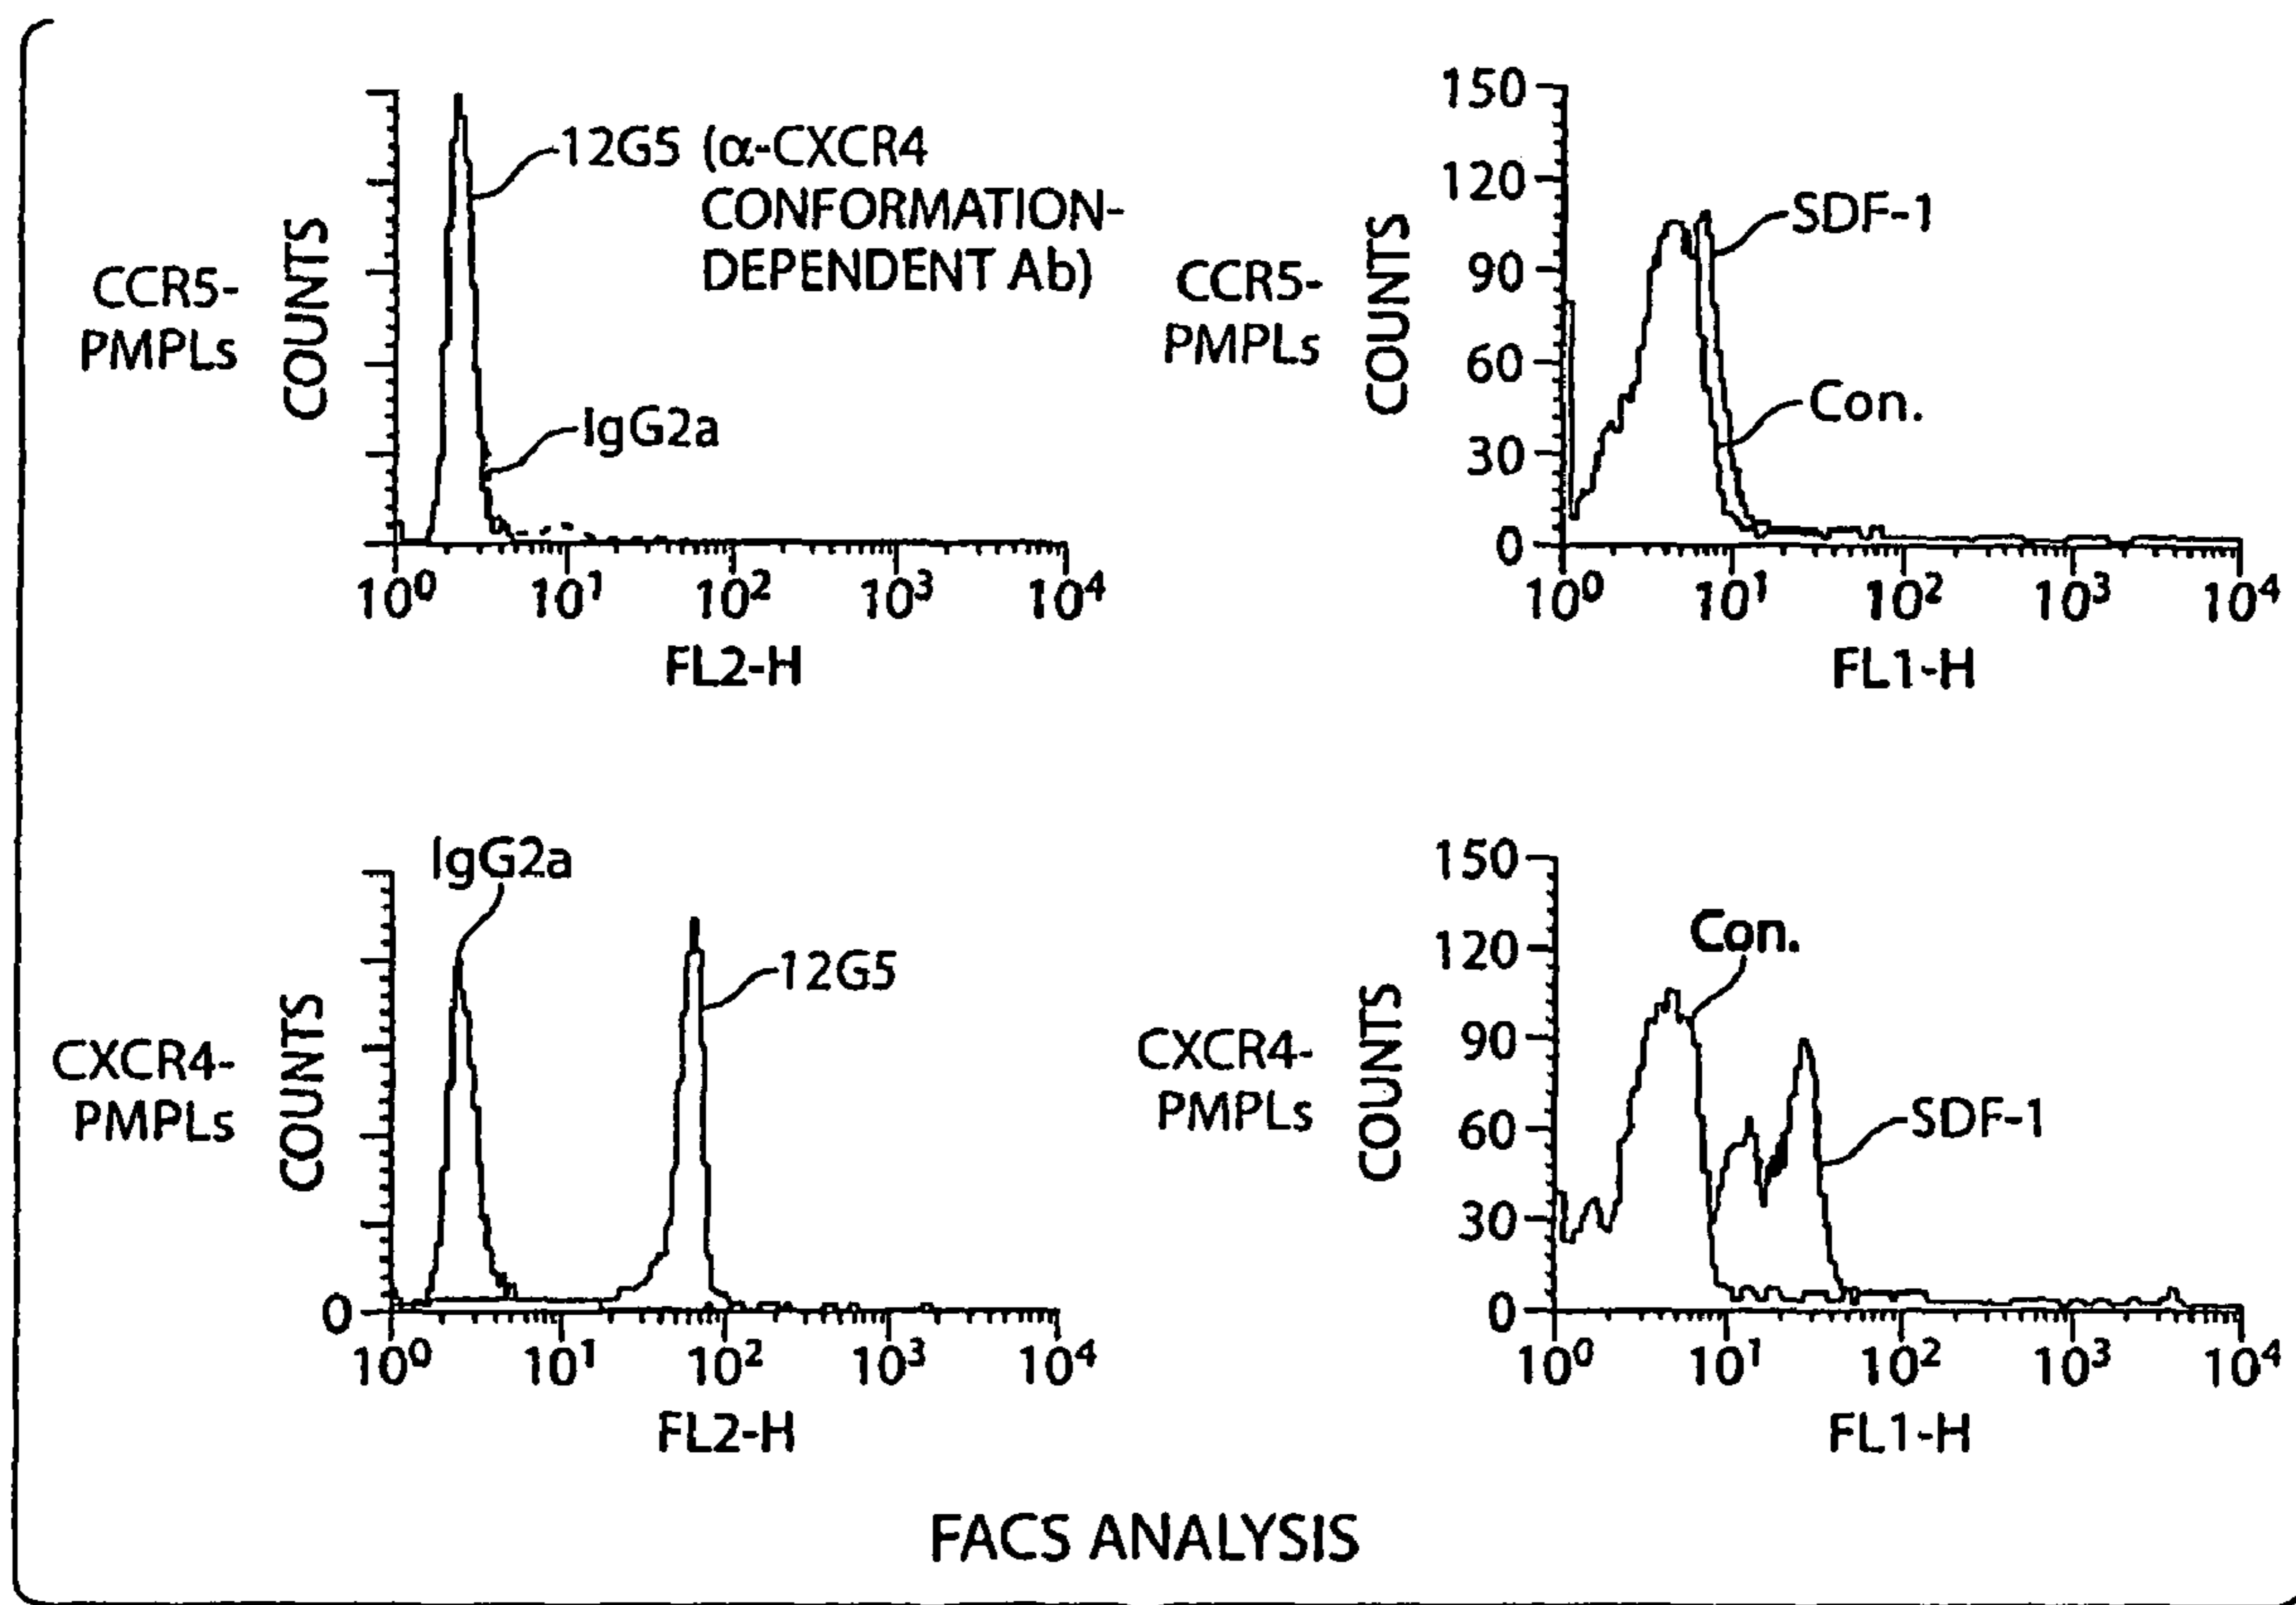 CCR5-
PMPLs
COUNTS
12G5 (α-CXCR4
CONFORMATION-
DEPENDENT Ab)
IgG2a
10⁰ 10¹ 10² 10³ 10⁴
FL2-H
CCR5-
PMPLs
COUNTS
150
120
90
60
30
0
SDF-1
Con.
10⁰ 10¹ 10² 10³ 10⁴
FL1-H
CXCR4-
PMPLs
COUNTS
IgG2a
12G5
0
10⁰ 10¹ 10² 10³ 10⁴
FL2-H
CXCR4-
PMPLs
COUNTS
150
120
90
60
30
0
Con.
SDF-1
10⁰ 10¹ 10² 10³ 10⁴
FL1-H
FACS ANALYSIS